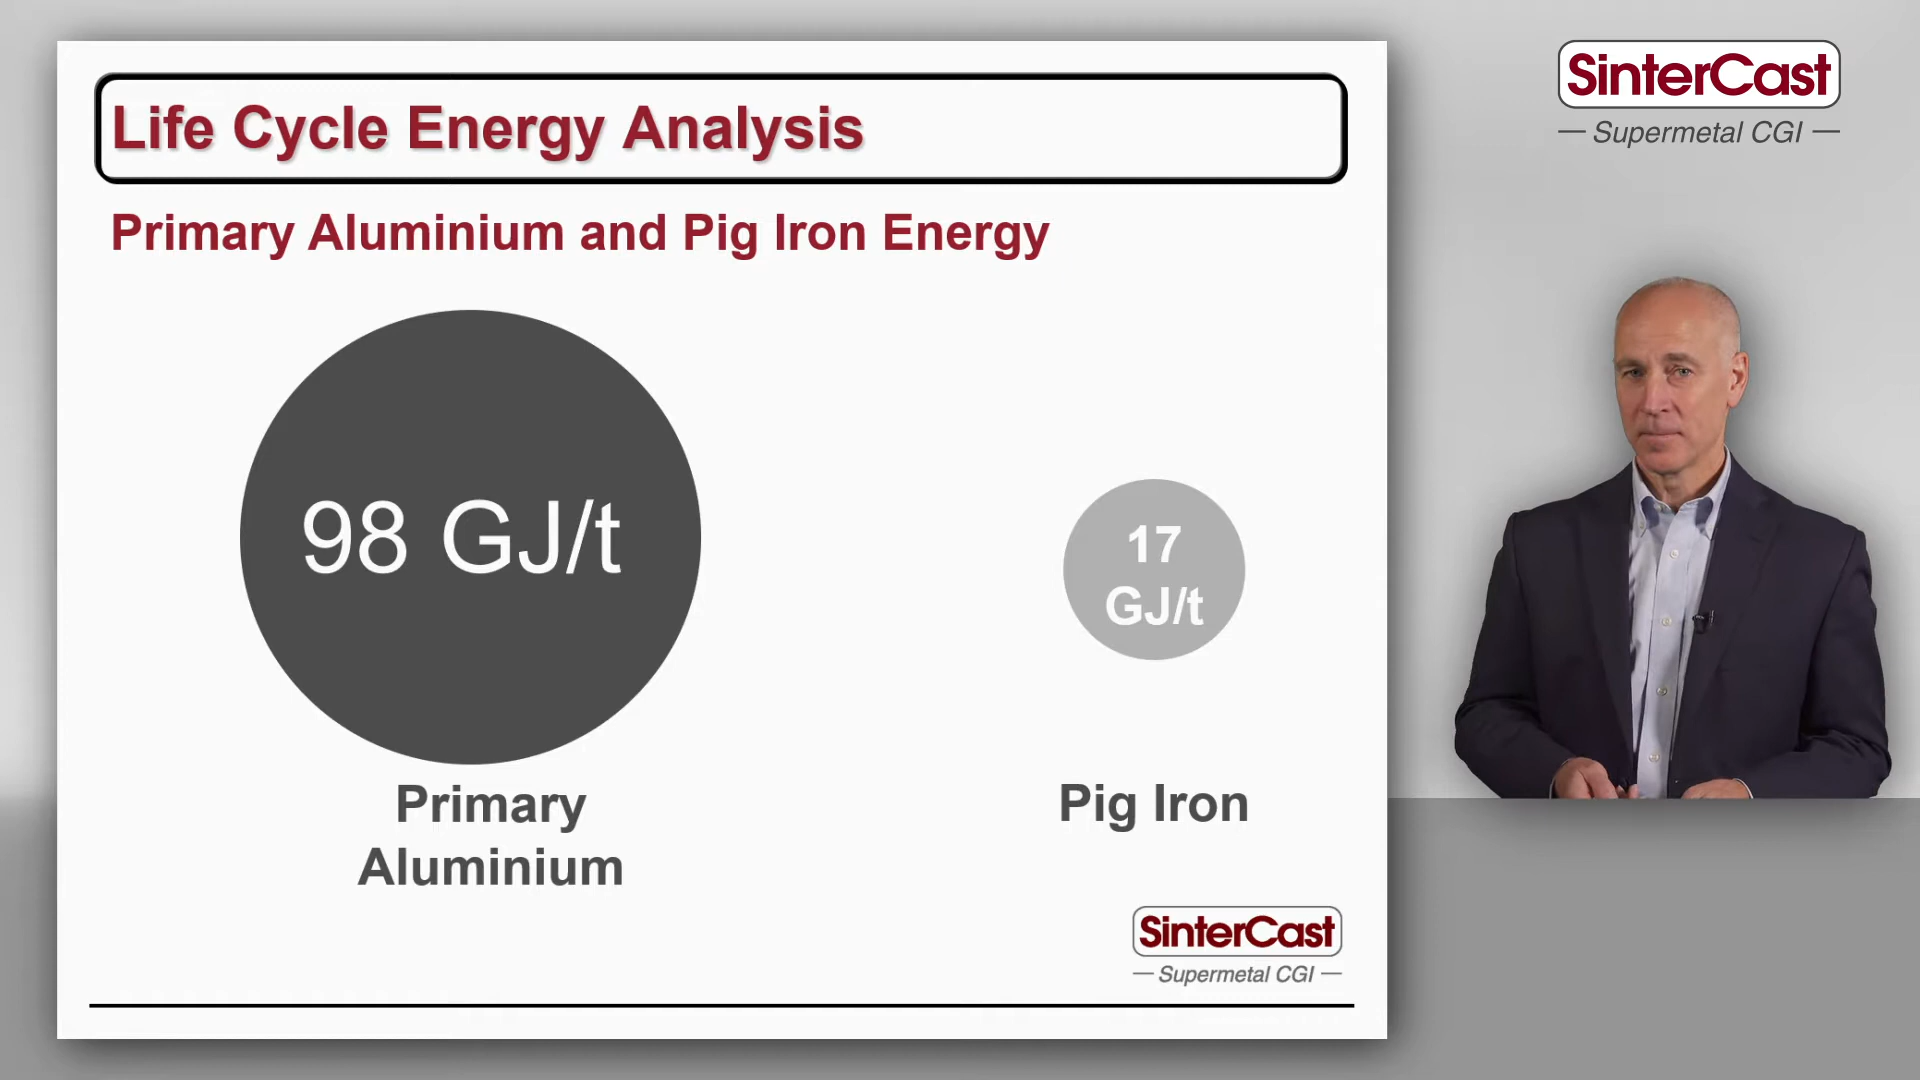 Life Cycle Energy Analysis
Primary Aluminium and Pig Iron Energy
98 GJ/t
Primary
Aluminium
17
GJ/t
Pig Iron
SinterCast
— Supermetal CGI —
SinterCast
— Supermetal CGI —